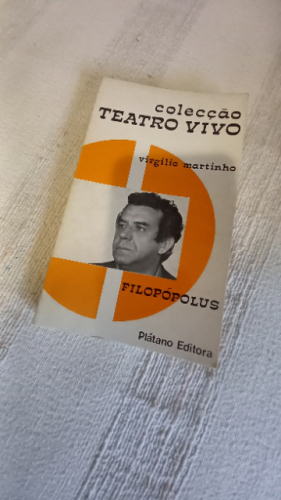 colecção
TEATRO VIVO
virgílio martinho
FILOPÓPOLUS
Plátano Editora